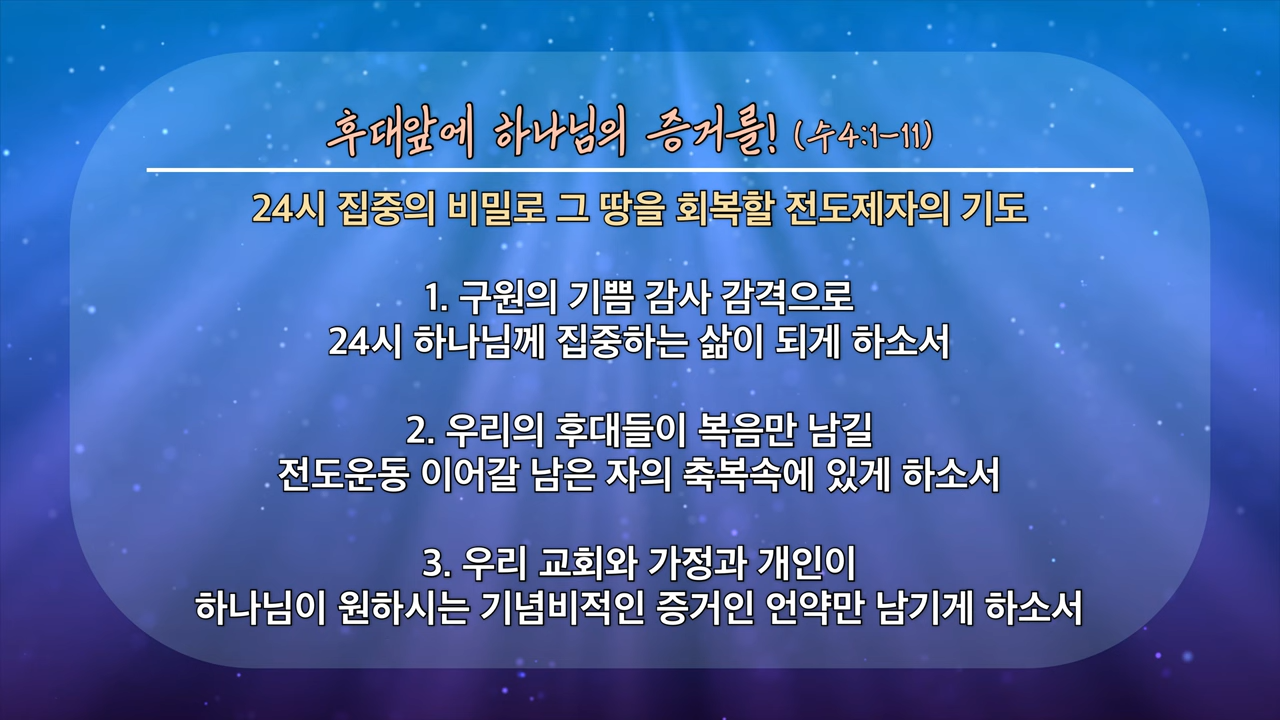 후대앞에 하나님의 증거를! (수4:1-11)
24시 집중의 비밀로 그 땅을 회복할 전도제자의 기도
1. 구원의 기쁨 감사 감격으로
24시 하나님께 집중하는 삶이 되게 하소서
2. 우리의 후대들이 복음만 남길
전도운동 이어갈 남은 자의 축복속에 있게 하소서
3. 우리 교회와 가정과 개인이
하나님이 원하시는 기념비적인 증거인 언약만 남기게 하소서